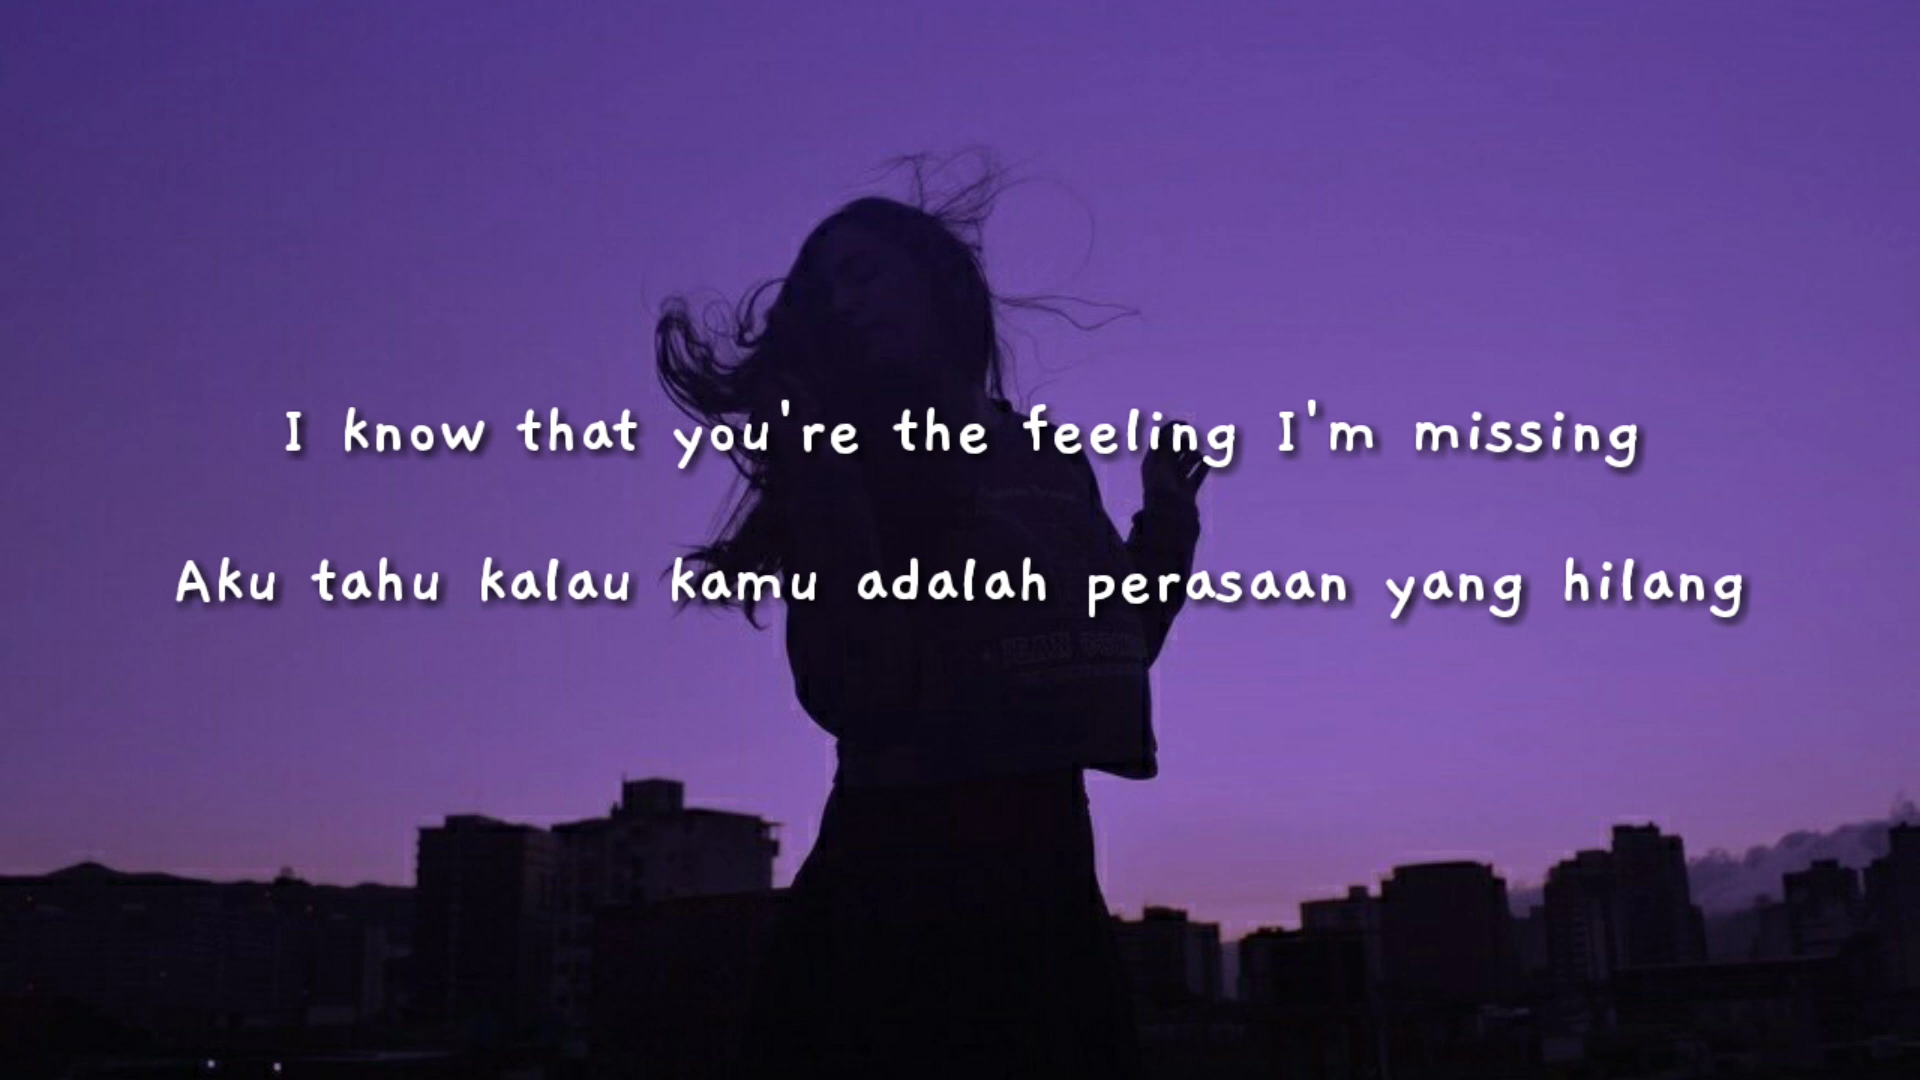 I know that you're the feeling I'm missing
Aku tahu kalau kamu adalah perasaan yang hilang